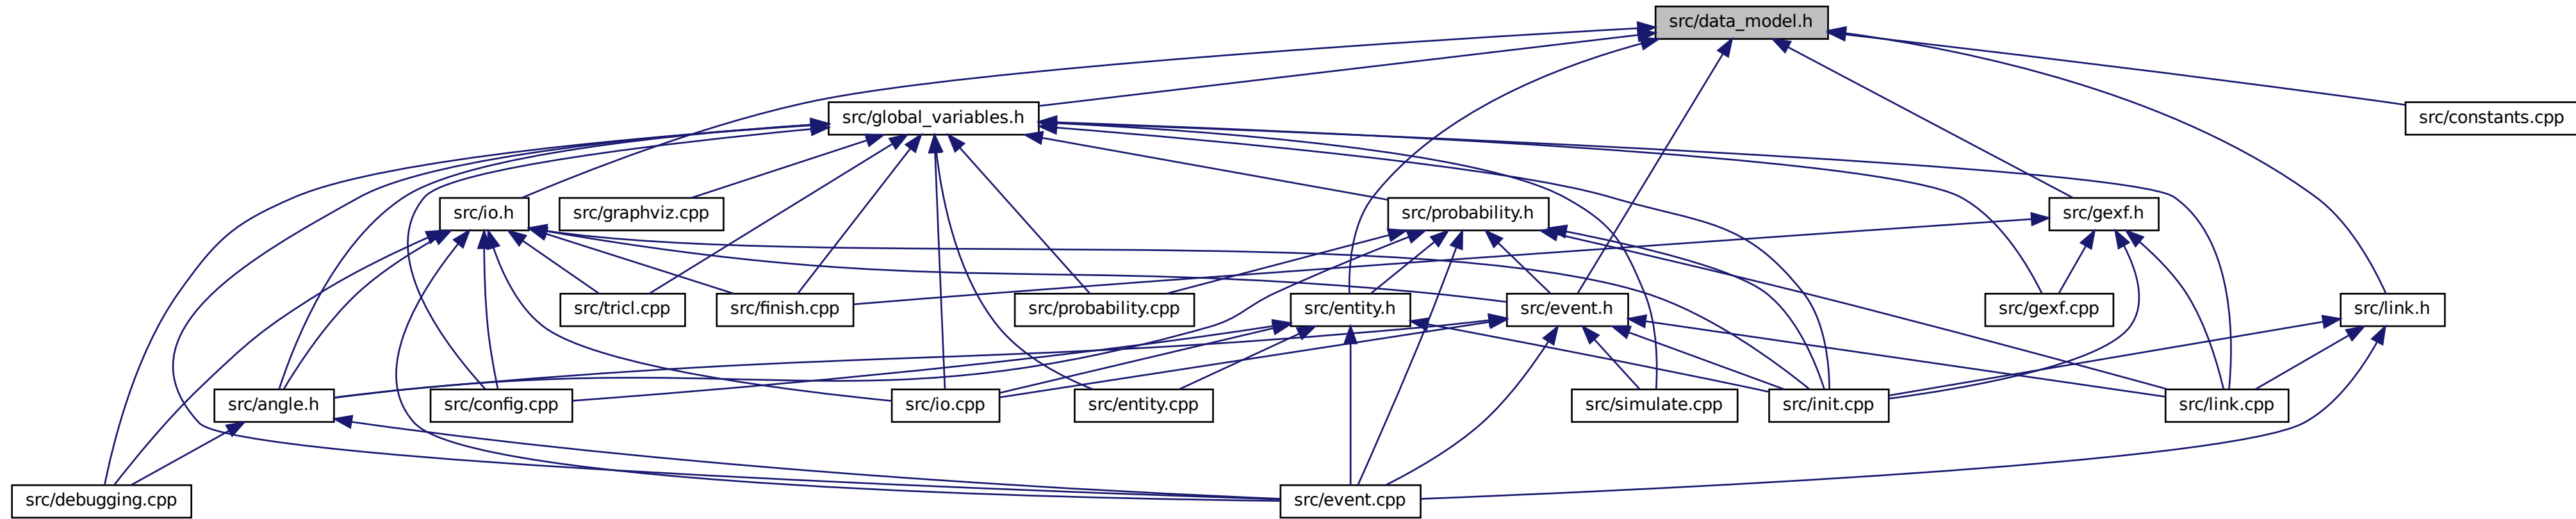 src/data_model.h
src/global_variables.h
src/constants.cpp
src/io.h
src/graphviz.cpp
src/probability.h
src/gexf.h
src/tricl.cpp
src/finish.cpp
src/probability.cpp
src/entity.h
src/event.h
src/gexf.cpp
src/link.h
src/angle.h
src/config.cpp
src/io.cpp
src/entity.cpp
src/simulate.cpp
src/init.cpp
src/link.cpp
src/debugging.cpp
src/event.cpp